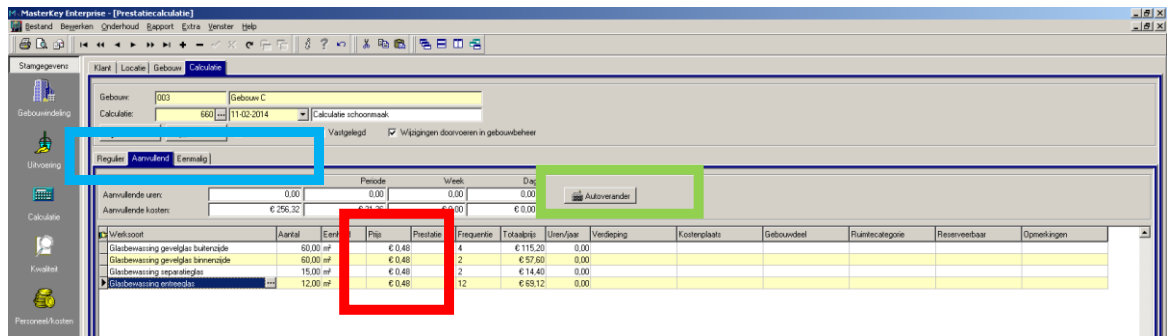 MasterKey Enterprise - [Prestatiecalculatie]
Bestand Bewerken Onderhoud Rapport Extra Venster Help
Stamgegevens
Klant Locatie Gebouw Calculatie
Gebouw: 003 Gebouw C
Gebouwindeling
Calculatie: 660 ... 11-02-2014 Calculatie schoonmaak
Vastgelegd Wijzigingen doorvoeren in gebouwbeheer
Uitvoering
Regulier Aanvullend Eenmalig
Periode Week Dag
Aanvullende uren: 0,00 0,00 0,00 0,00
Autoverander
Aanvullende kosten: € 256,32 € 0,00 € 0,00
Calculatie
Werksoort Aantal Prijs Prestatie Frequentie Totaalprijs Uren/jaar Verdieping Kostenplaats Gebouwdeel Ruimtecategorie Reserveerbaar Opmerkingen
Glasbewassing gevelglas buitenzijde 60,00 m² € 0,48 4 € 115,20 0,00
Glasbewassing gevelglas binnenzijde 60,00 m² € 0,48 2 € 57,60 0,00
Glasbewassing separatieglas 15,00 m² € 0,48 2 € 14,40 0,00
Glasbewassing entreeglas ... 12,00 m² € 0,48 12 € 69,12 0,00
Kwaliteit
Personeel/kosten